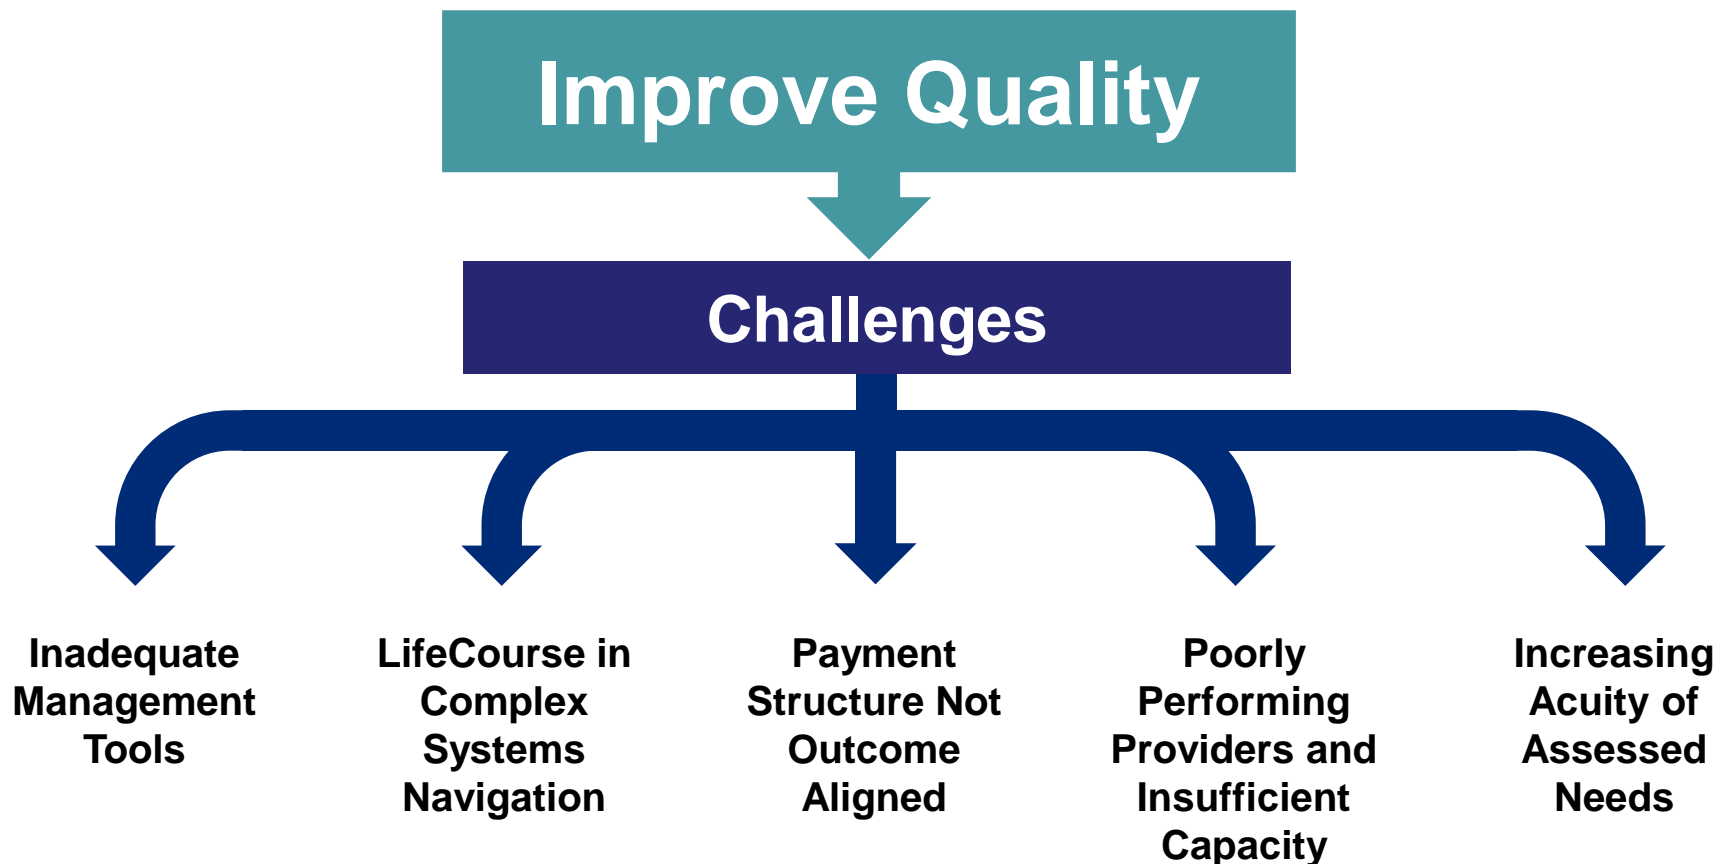 Improve Quality
Challenges
Inadequate
Management
Tools
LifeCourse in
Complex
Systems
Navigation
Payment
Structure Not
Outcome
Aligned
Poorly
Performing
Providers and
Insufficient
Capacity
Increasing
Acuity of
Assessed
Needs